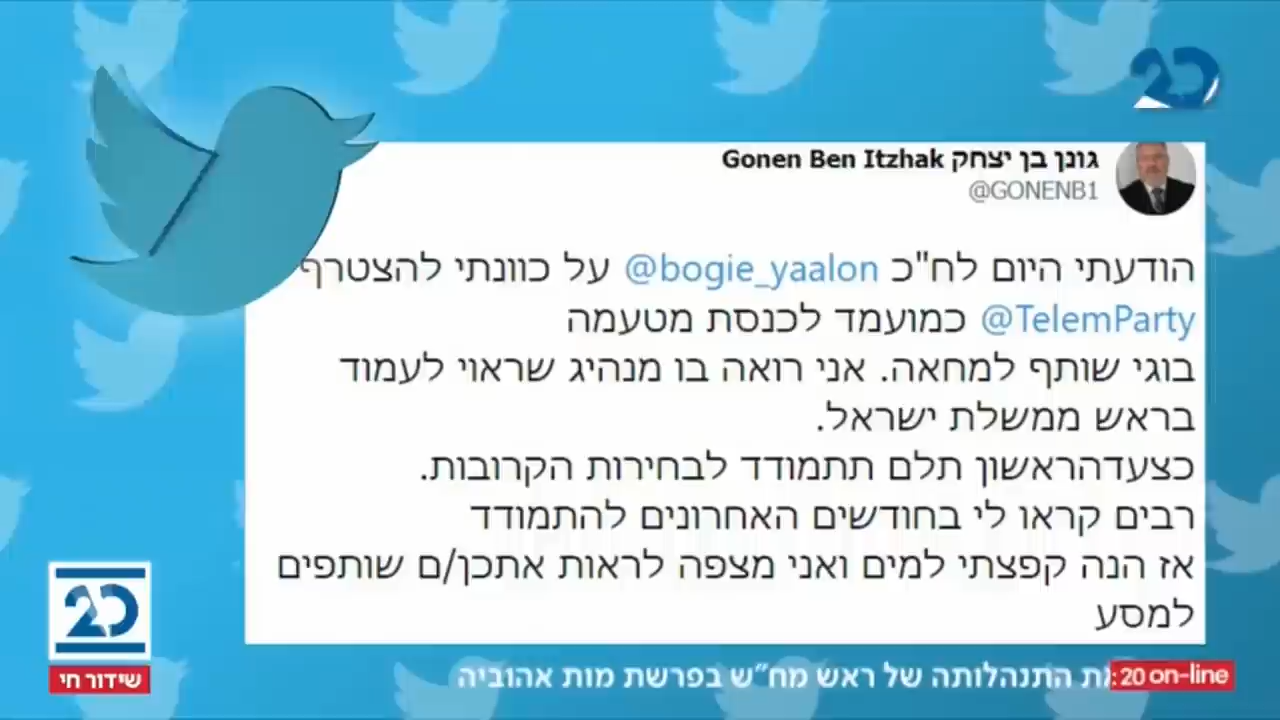 20
גונן בן יצחק Gonen Ben Itzhak
@GONENB1
הודעתי היום לח"כ @bogie_yaalon על כוונתי להצטרף
@TelemParty כמועמד לכנסת מטעמה
בוגי שותף למחאה. אני רואה בו מנהיג שראוי לעמוד
בראש ממשלת ישראל.
כצעדהראשון תלם תתמודד לבחירות הקרובות.
רבים קראו לי בחודשים האחרונים להתמודד
אז הנה קפצתי למים ואני מצפה לראות אתכן/ם שותפים
למסע
20
שידור חי
20 on-line
התנהלותה של ראש מח״ש בפרשת מות אהוביה